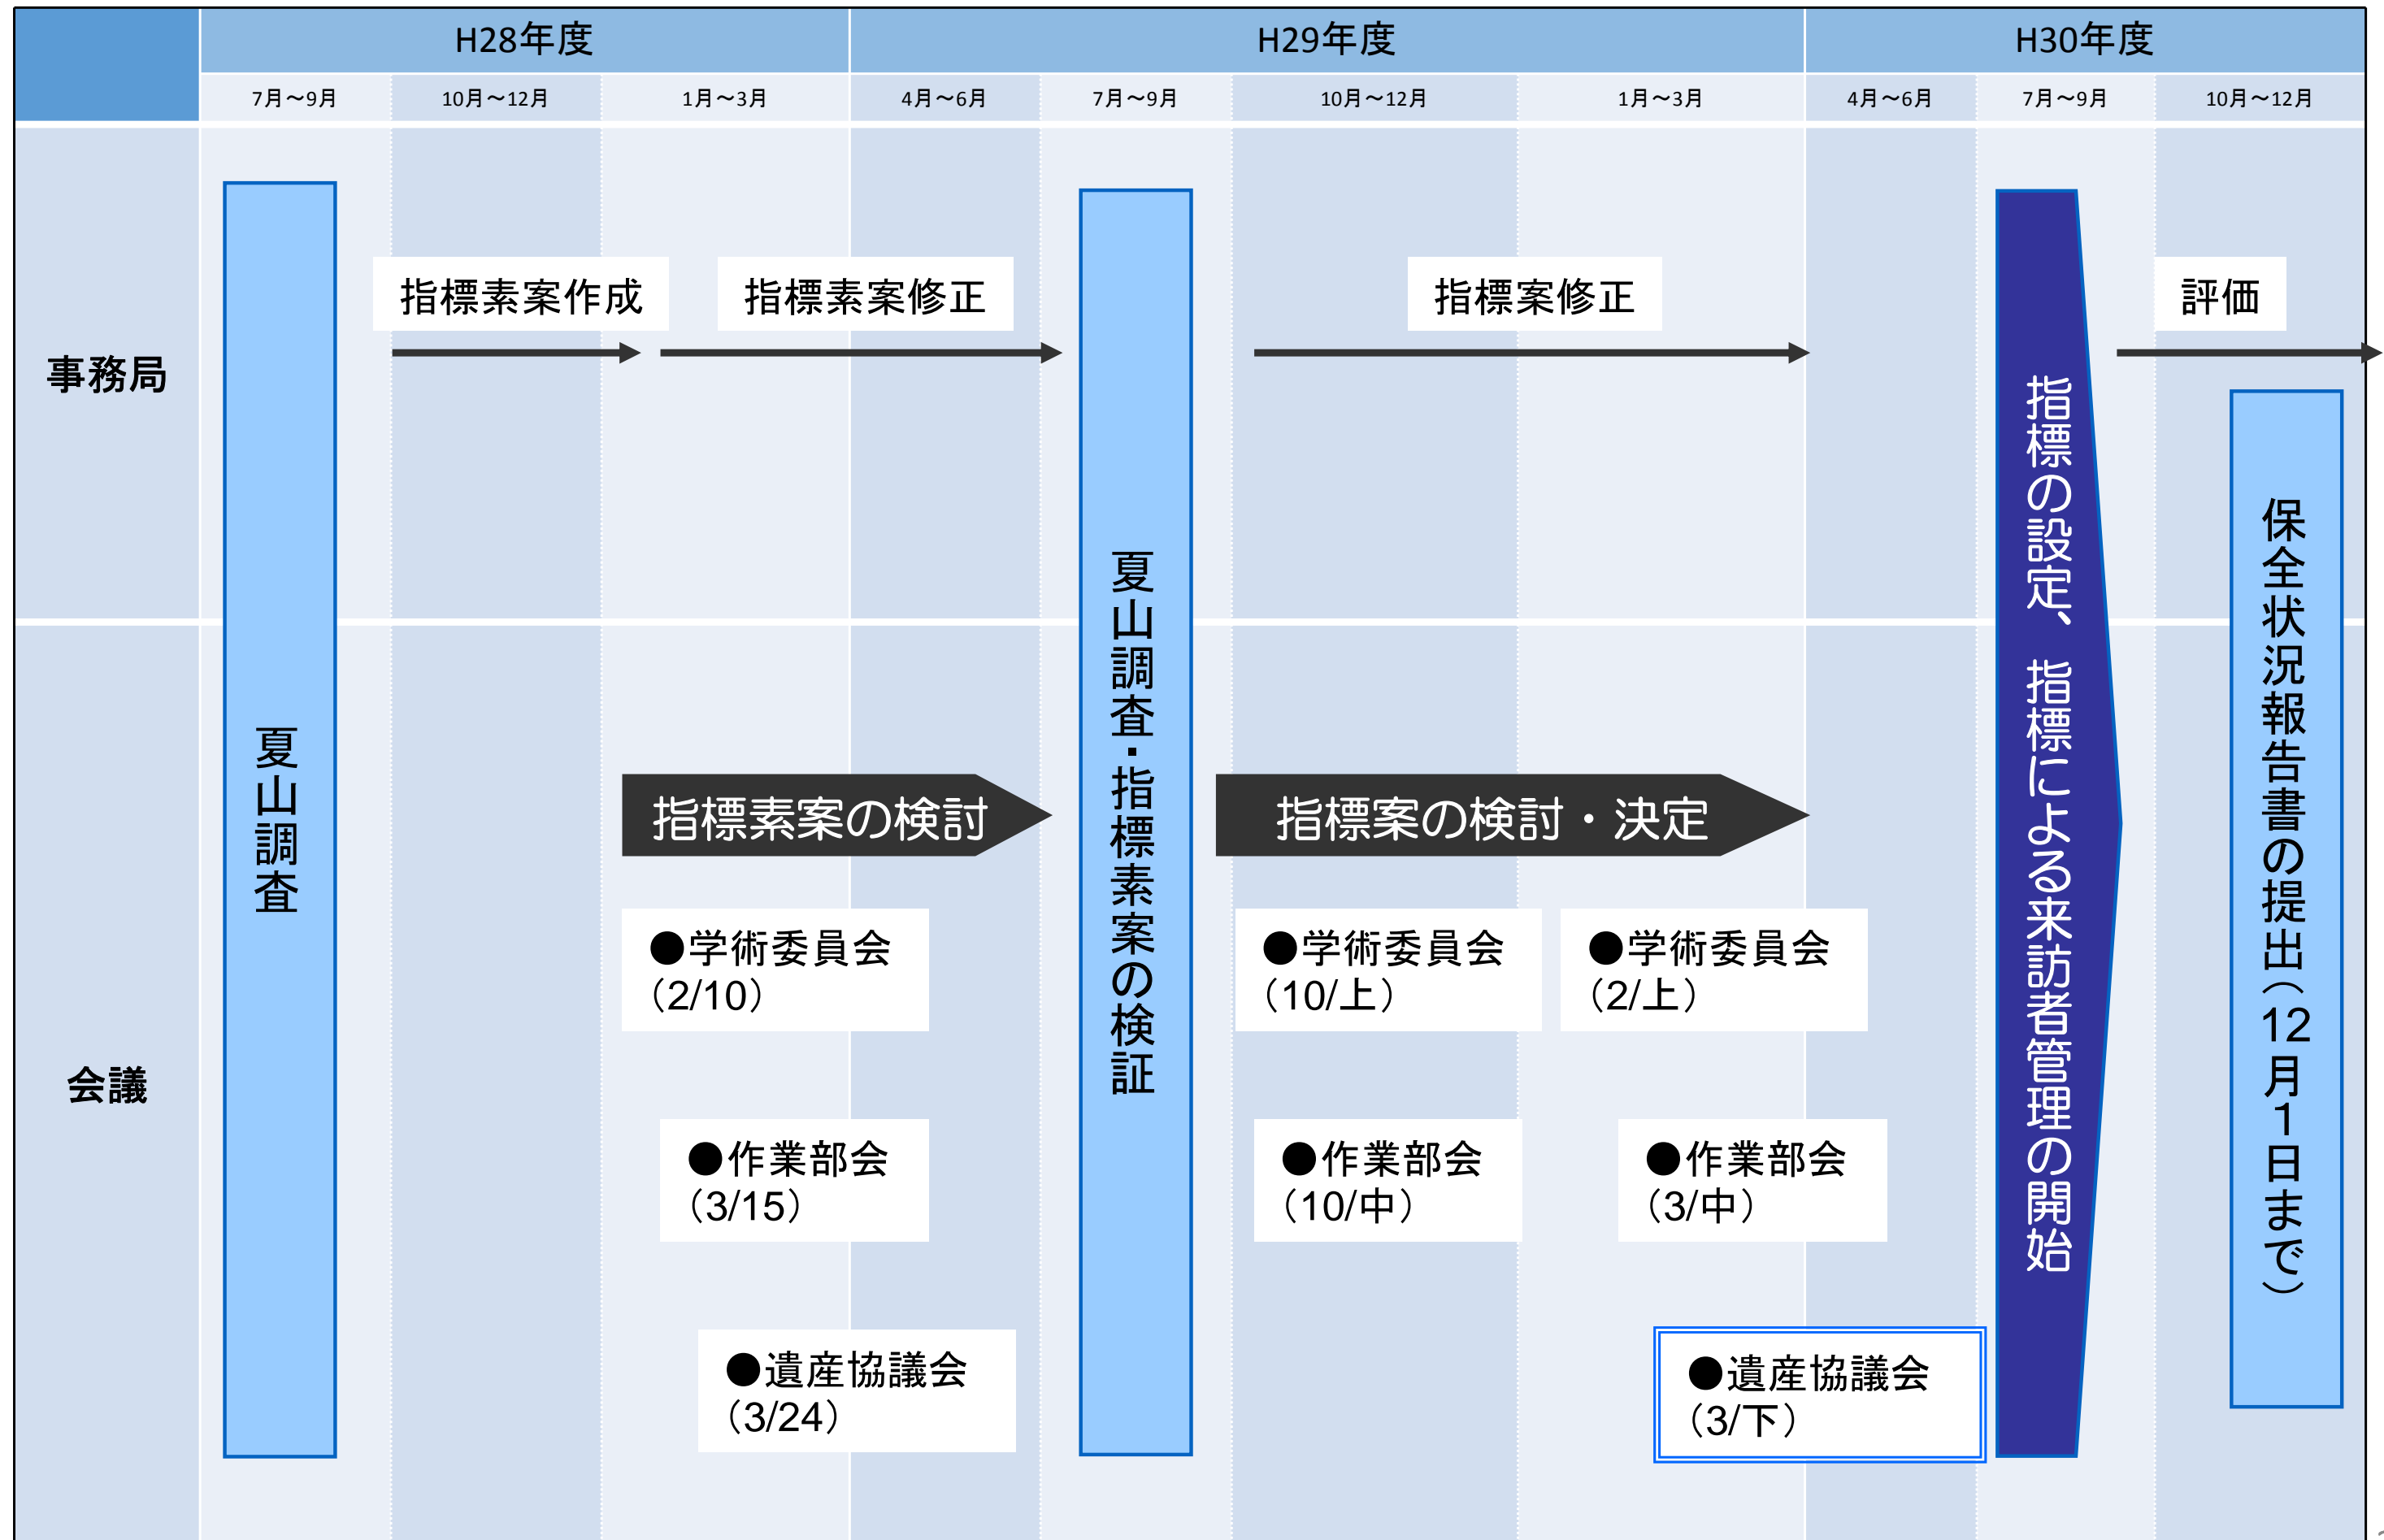 H28年度
H29年度
H30年度
7月～9月
10月～12月
1月～3月
4月～6月
7月～9月
10月～12月
1月～3月
4月～6月
7月～9月
10月～12月
事務局
指標素案作成
指標素案修正
指標案修正
評価
会議
夏山調査
指標素案の検討
●学術委員会
（2/10）
●作業部会
（3/15）
●遺産協議会
（3/24）
夏山調査・指標素案の検証
指標案の検討・決定
●学術委員会
（10/上）
●学術委員会
（2/上）
●作業部会
（10/中）
●作業部会
（3/中）
●遺産協議会
（3/下）
指標の設定、指標による来訪者管理の開始
保全状況報告書の提出（12月1日まで）